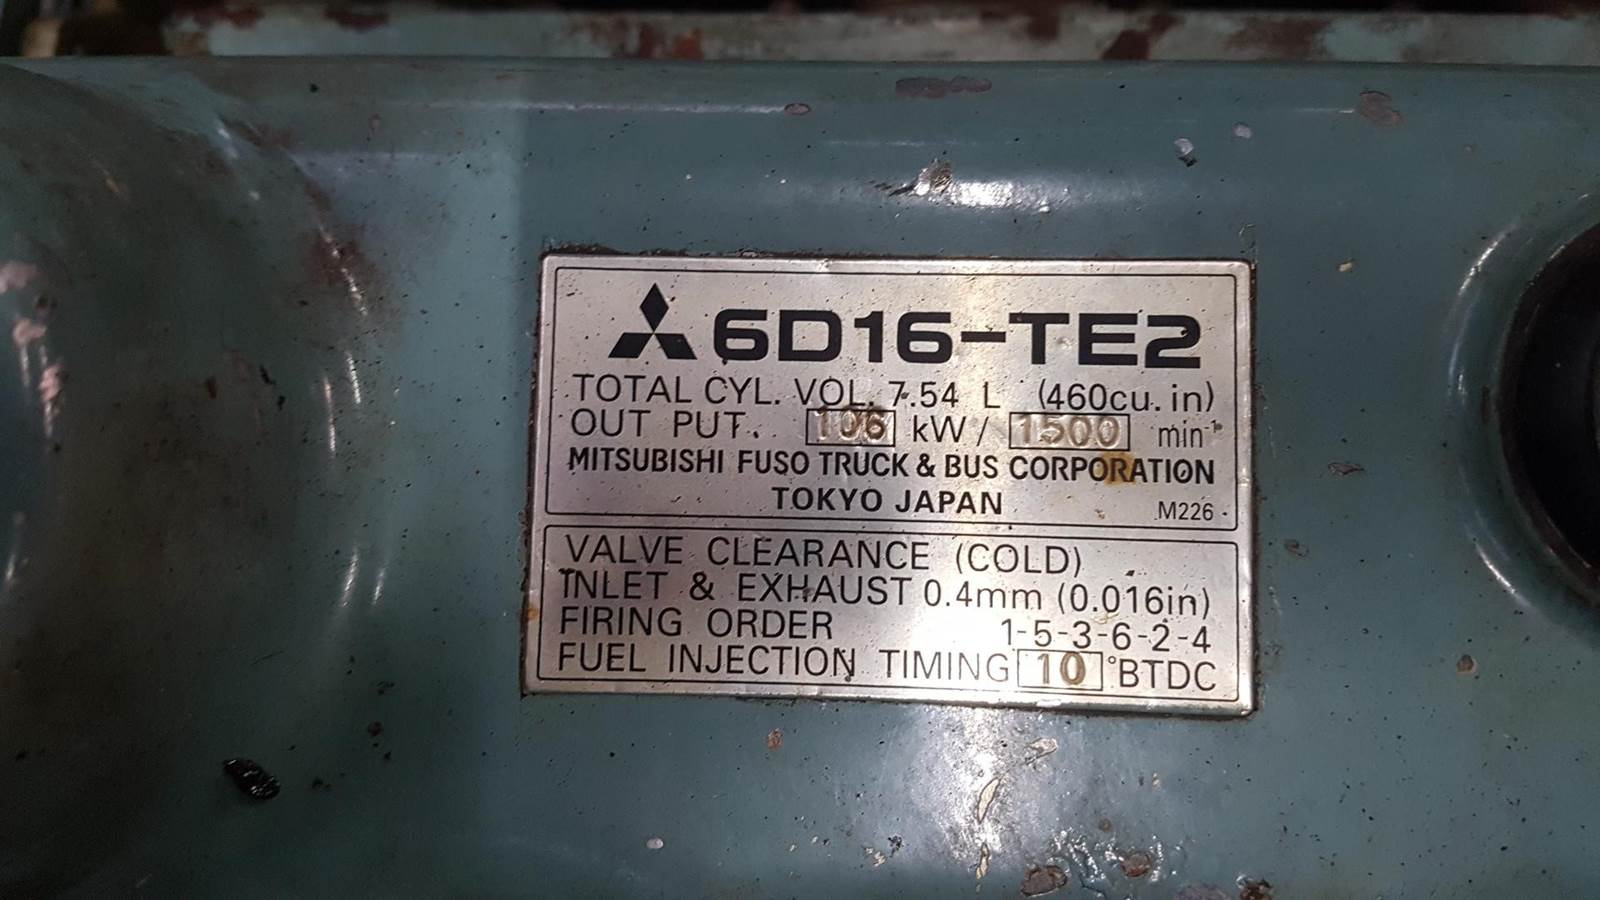 6D16-TE2
TOTAL CYL. VOL. 7.54 L (460cu. in)
OUT PUT. 106 kW / 1500 min⁻¹
MITSUBISHI FUSO TRUCK & BUS CORPORATION
TOKYO JAPAN M226
VALVE CLEARANCE (COLD)
INLET & EXHAUST 0.4mm (0.016in)
FIRING ORDER 1-5-3-6-2-4
FUEL INJECTION TIMING 10 °BTDC